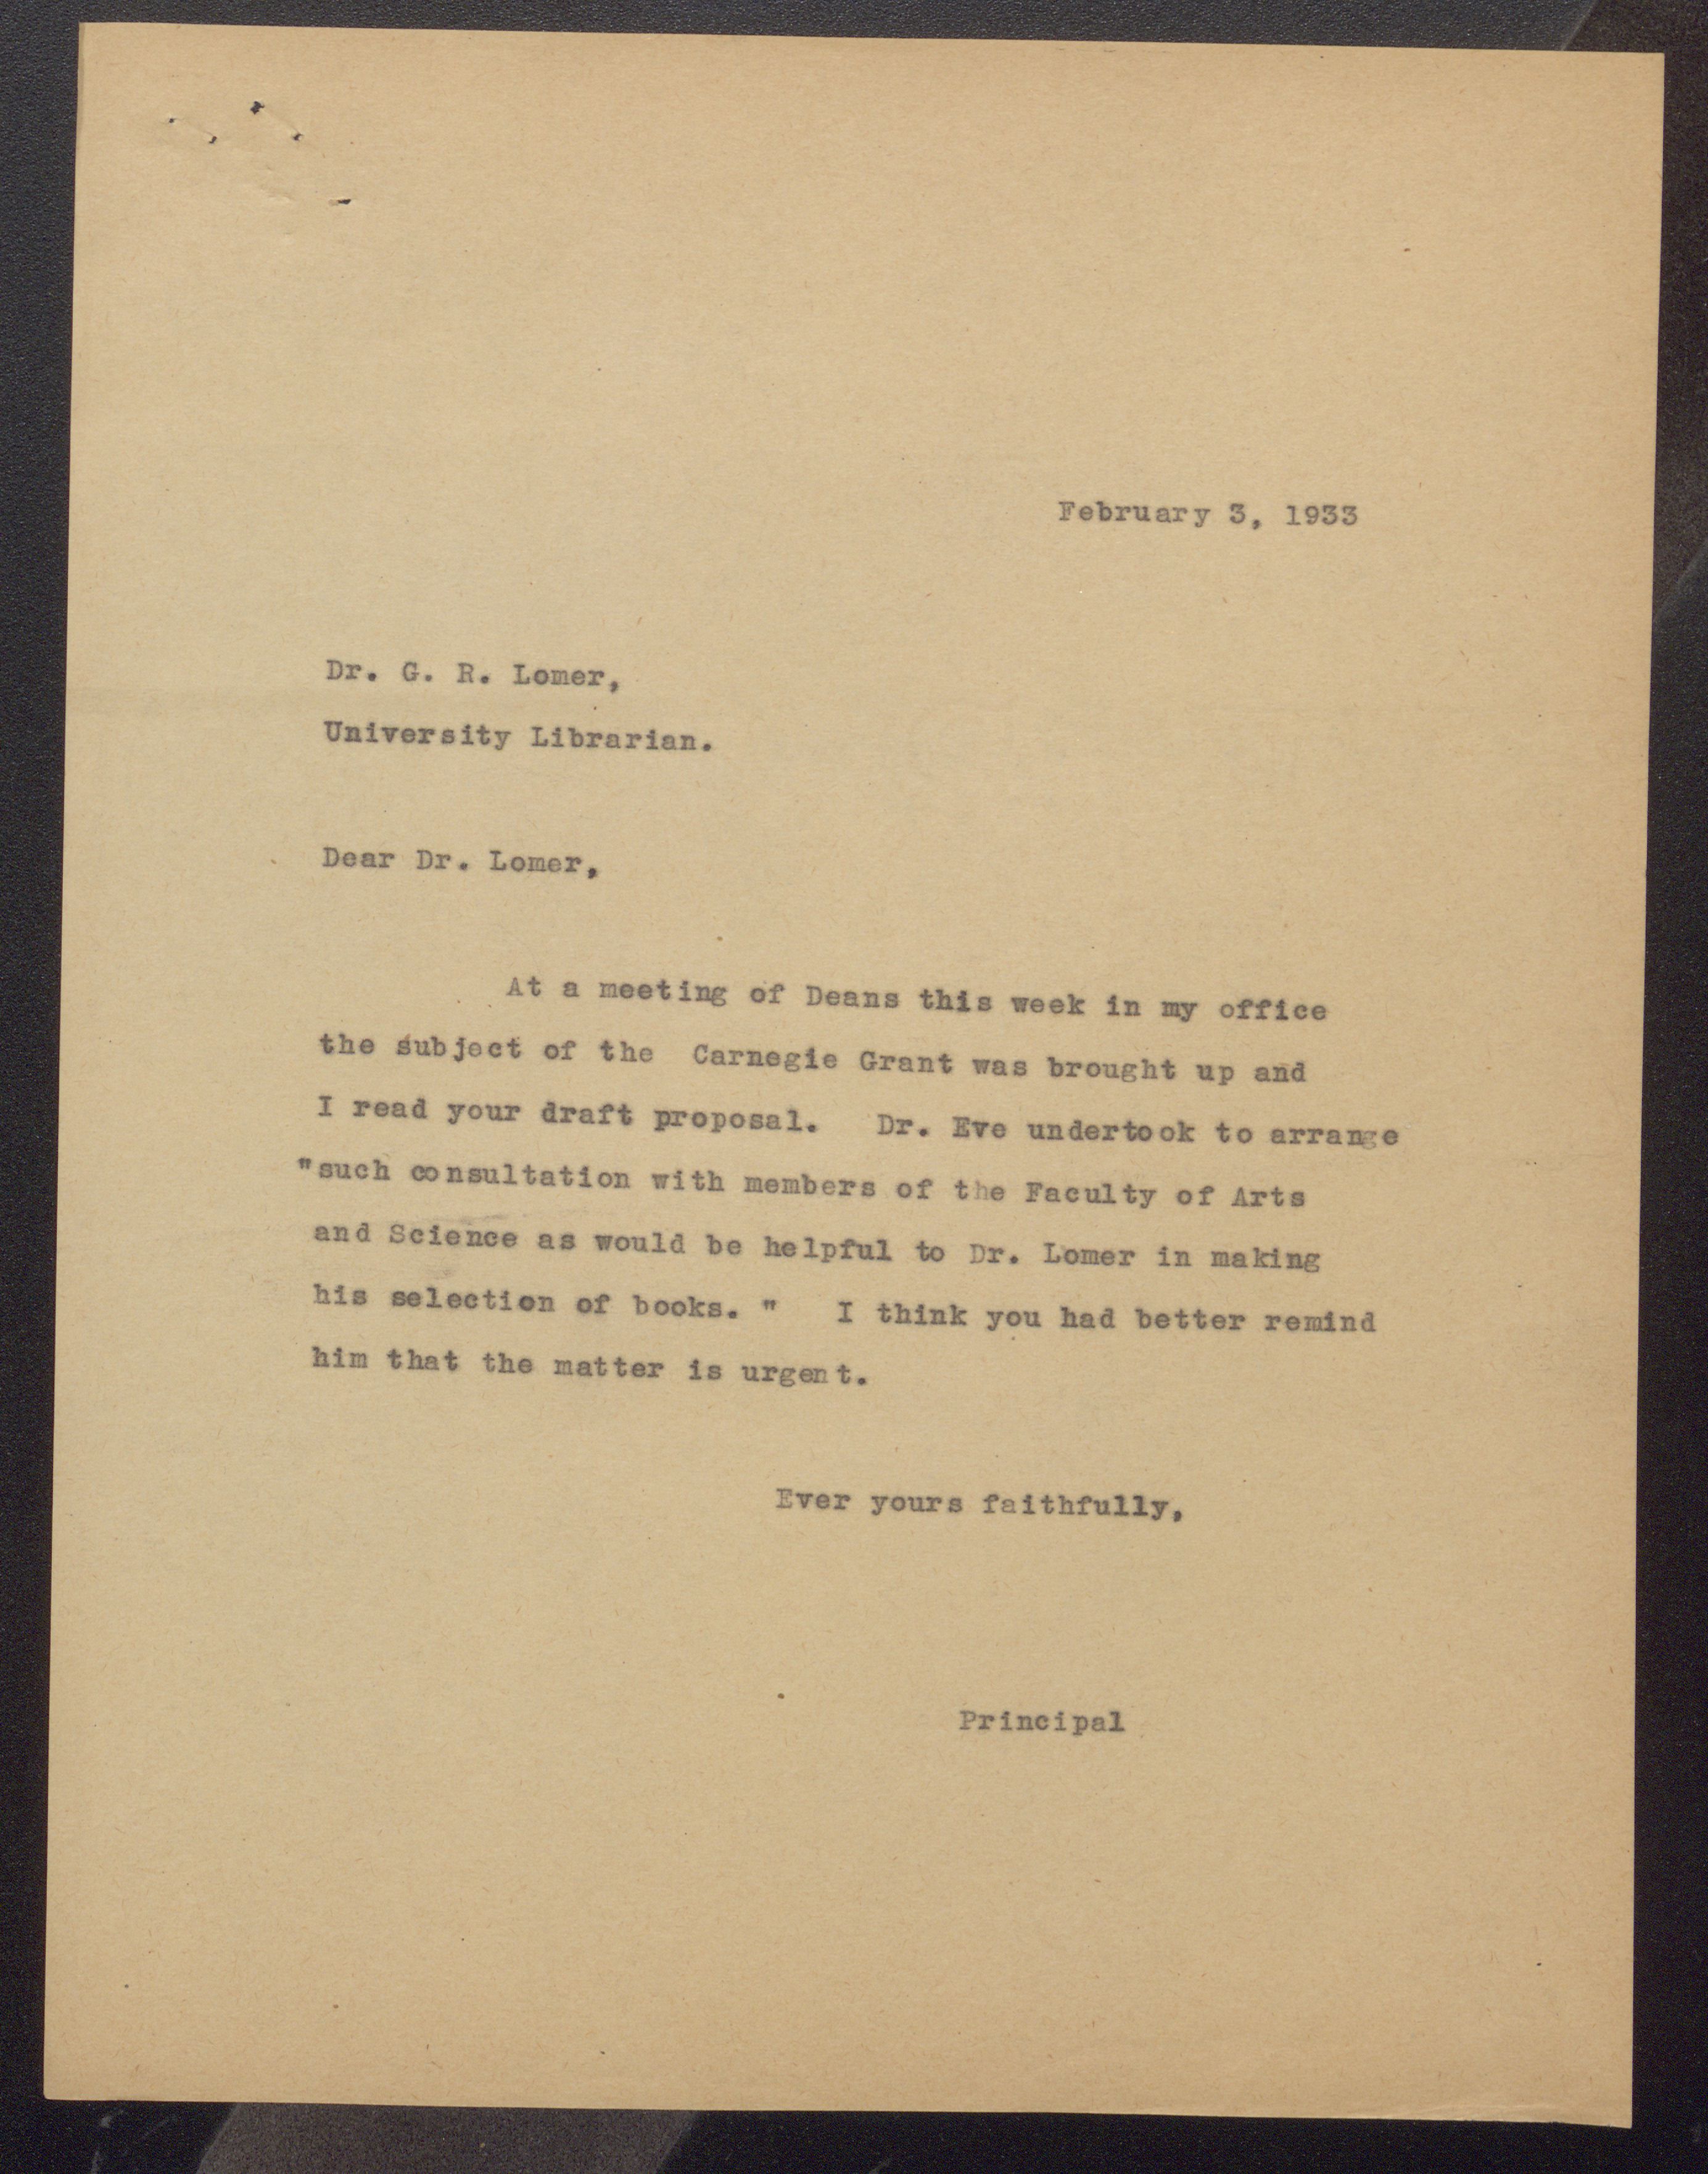 February 3, 1933
Dr. G. R. Lomer,
University Librarian.
Dear Dr. Lomer,
At a meeting of Deans this week in my office
the subject of the Carnegie Grant was brought up and
I read your draft proposal. Dr. Eve undertook to arrange
"such consultation with members of the Faculty of Arts
and Science as would be helpful to Dr. Lomer in making
his selection of books. " I think you had better remind
him that the matter is urgent.
Ever yours faithfully,
Principal